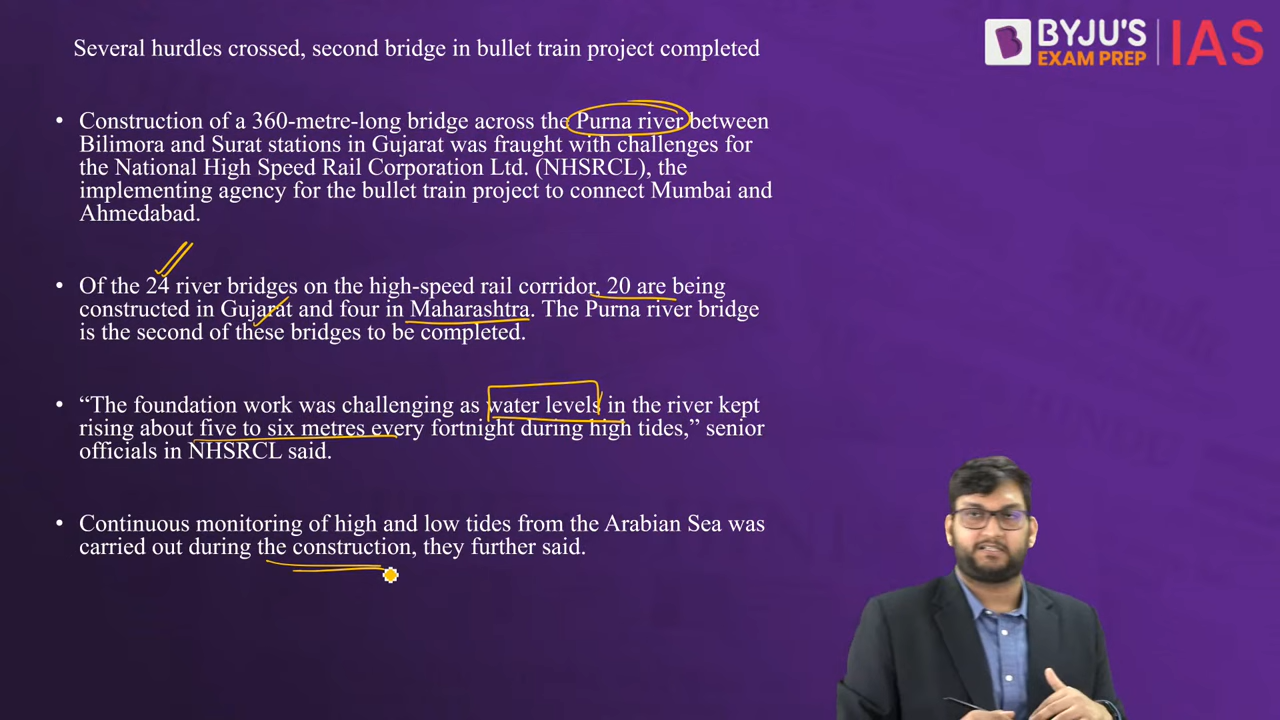 Several hurdles crossed, second bridge in bullet train project completed
BYJU'S
EXAM PREP
IAS
• Construction of a 360-metre-long bridge across the Purna river between
Bilimora and Surat stations in Gujarat was fraught with challenges for
the National High Speed Rail Corporation Ltd. (NHSRCL), the
implementing agency for the bullet train project to connect Mumbai and
Ahmedabad.
• Of the 24 river bridges on the high-speed rail corridor, 20 are being
constructed in Gujarat and four in Maharashtra. The Purna river bridge
is the second of these bridges to be completed.
• “The foundation work was challenging as water levels in the river kept
rising about five to six metres every fortnight during high tides,” senior
officials in NHSRCL said.
• Continuous monitoring of high and low tides from the Arabian Sea was
carried out during the construction, they further said.